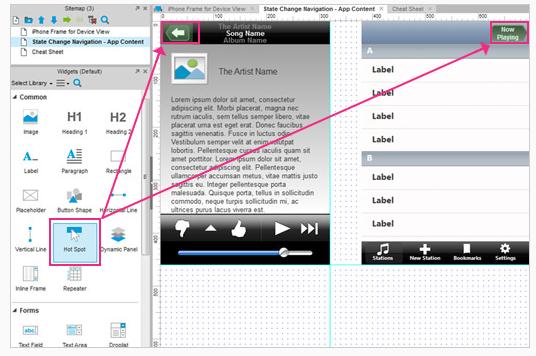 Sitemap (3)
iPhone Frame for Device View
State Change Navigation - App Content
Cheat Sheet
Widgets (Default)
Select Library
Common
Image
H1
Heading 1
H2
Heading 2
Label
Paragraph
Rectangle
Placeholder
Button Shape
Horizontal Line
Vertical Line
Hot Spot
Dynamic Panel
Inline Frame
Repeater
Forms
abc
Text Field
Text Area
Droplist
iPhone Frame for Device View
State Change Navigation - App Content
Cheat Sheet
The Artist Name
Song Name
Album Name
The Artist Name
Lorem ipsum dolor sit amet, consectetur
adipiscing elit. Morbi placerat, magna nec
rutrum iaculis, sem tellus semper libero, vitae
placerat urna est eget erat. Donec faucibus
sagittis venenatis. Fusce in luctus odio.
Vestibulum semper velit at enim volutpat
lobortis. Pellentesque cursus iaculis quam sit
amet porttitor. Lorem ipsum dolor sit amet,
consectetur adipiscing elit. Pellentesque
ullamcorper accumsan metus, vitae mattis justo
sagittis eu. Integer pellentesque porta
malesuada. Quisque porta, tellus in sollicitudin
commodo, neque turpis sollicitudin mi, ac
ultrices purus lacus viverra est.
Now
Playing
A
Label
Label
Label
Label
B
Label
Label
Label
Stations
New Station
Bookmarks
Settings